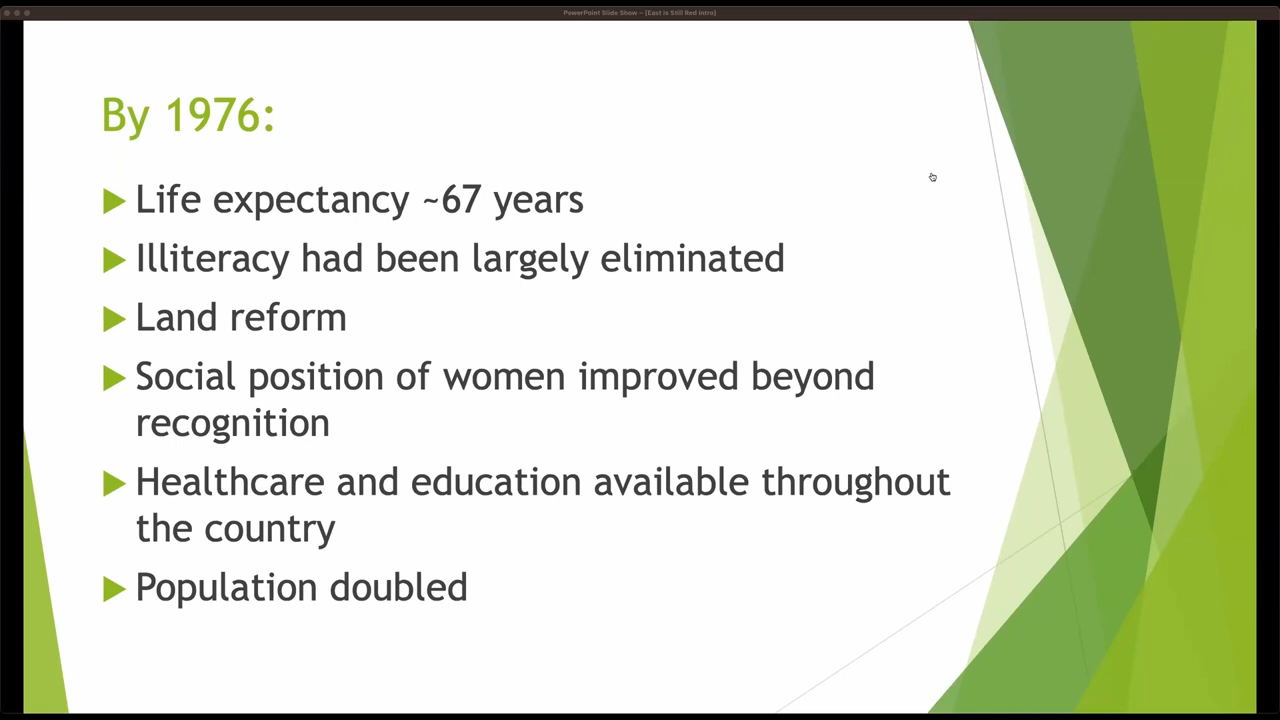 PowerPoint Slide Show - [East is Still Red Intro]
By 1976:
Life expectancy ~67 years
Illiteracy had been largely eliminated
Land reform
Social position of women improved beyond
recognition
Healthcare and education available throughout
the country
Population doubled